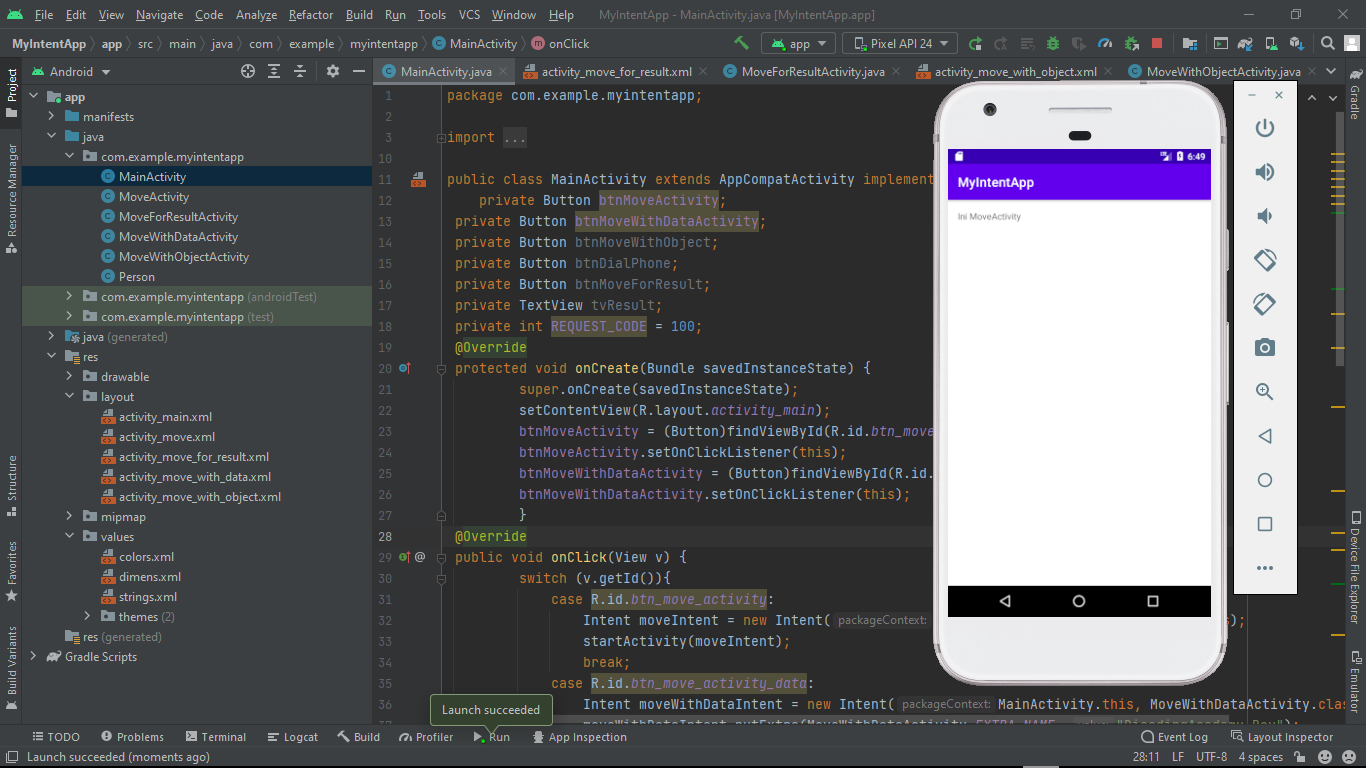 File Edit View Navigate Code Analyze Refactor Build Run Tools VCS Window Help MyIntentApp - MainActivity.java [MyIntentApp.app]
MyIntentApp app src main java com example myintentapp MainActivity onClick app Pixel API 24
Project
Android
MainActivity.java activity_move_for_result.xml MoveForResultActivity.java activity_move_with_object.xml MoveWithObjectActivity.java
Gradle
app
manifests
java
com.example.myintentapp
MainActivity
MoveActivity
MoveForResultActivity
MoveWithDataActivity
MoveWithObjectActivity
Person
com.example.myintentapp (androidTest)
com.example.myintentapp (test)
java (generated)
res
drawable
layout
activity_main.xml
activity_move.xml
activity_move_for_result.xml
activity_move_with_data.xml
activity_move_with_object.xml
mipmap
values
colors.xml
dimens.xml
strings.xml
themes (2)
res (generated)
Gradle Scripts
Resource Manager
Structure
Favorites
Build Variants
1 package com.example.myintentapp;
2
3 import ...
10
11 public class MainActivity extends AppCompatActivity implement
12 private Button btnMoveActivity;
13 private Button btnMoveWithDataActivity;
14 private Button btnMoveWithObject;
15 private Button btnDialPhone;
16 private Button btnMoveForResult;
17 private TextView tvResult;
18 private int REQUEST_CODE = 100;
19 @Override
20 protected void onCreate(Bundle savedInstanceState) {
21 super.onCreate(savedInstanceState);
22 setContentView(R.layout.activity_main);
23 btnMoveActivity = (Button)findViewById(R.id.btn_move
24 btnMoveActivity.setOnClickListener(this);
25 btnMoveWithDataActivity = (Button)findViewById(R.id.
26 btnMoveWithDataActivity.setOnClickListener(this);
27 }
28 @Override
29 public void onClick(View v) {
30 switch (v.getId()){
31 case R.id.btn_move_activity:
32 Intent moveIntent = new Intent( packageContext: );
33 startActivity(moveIntent);
34 break;
35 case R.id.btn_move_activity_data:
36 Intent moveWithDataIntent = new Intent( packageContext: MainActivity.this, MoveWithDataActivity.clas
6:49
MyIntentApp
Ini MoveActivity
Device File Explorer
Emulator
Launch succeeded
TODO Problems Terminal Logcat Build Profiler Run App Inspection Event Log Layout Inspector
Launch succeeded (moments ago) 28:11 LF UTF-8 4 spaces